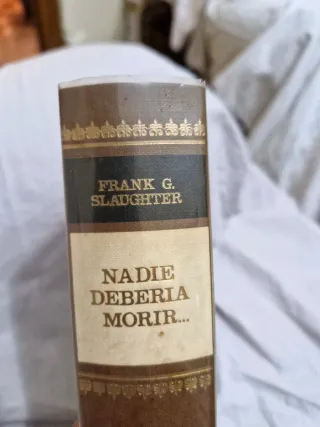 FRANK G.
SLAUGHTER
NADIE
DEBERIA
MORIR...